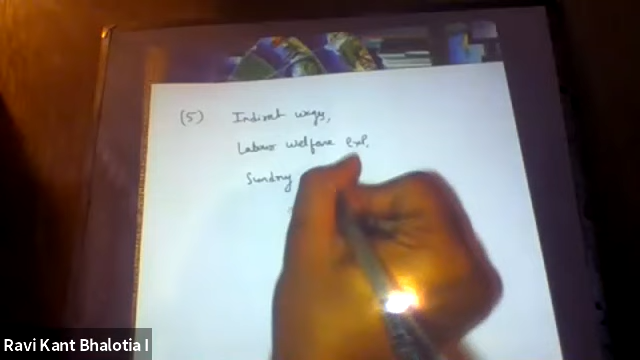 (5) Indirect wages,
Labour welfare exp.
Sundry
Ravi Kant Bhalotia I